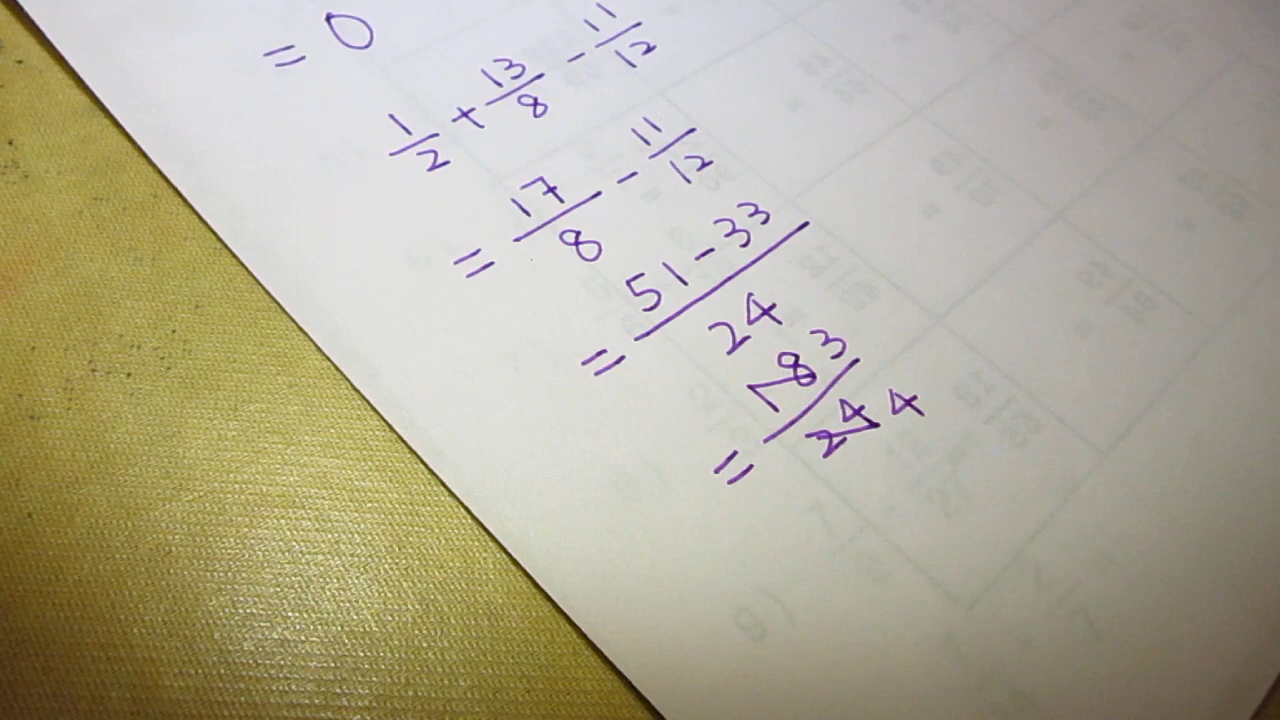 = 0
1/2 + 13/8 - 11/12
= 17/8 - 11/12
= 51-33/24
= 18/24 3/4